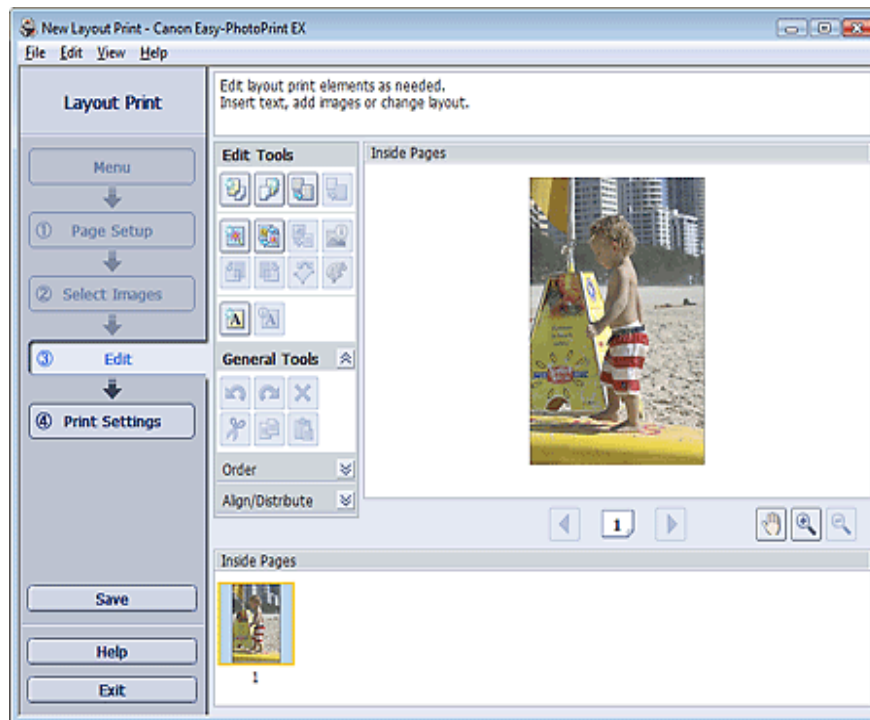 New Layout Print - Canon Easy-PhotoPrint EX
File Edit View Help
Layout Print
Edit layout print elements as needed.
Insert text, add images or change layout.
Menu
① Page Setup
② Select Images
③ Edit
④ Print Settings
Edit Tools
A A
General Tools
Order
Align/Distribute
Inside Pages
1
Inside Pages
1
Save
Help
Exit